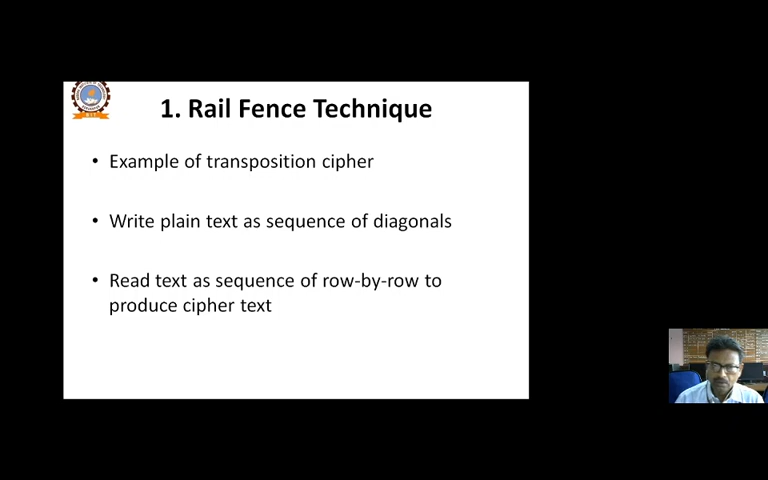 1. Rail Fence Technique
• Example of transposition cipher
• Write plain text as sequence of diagonals
• Read text as sequence of row-by-row to
produce cipher text